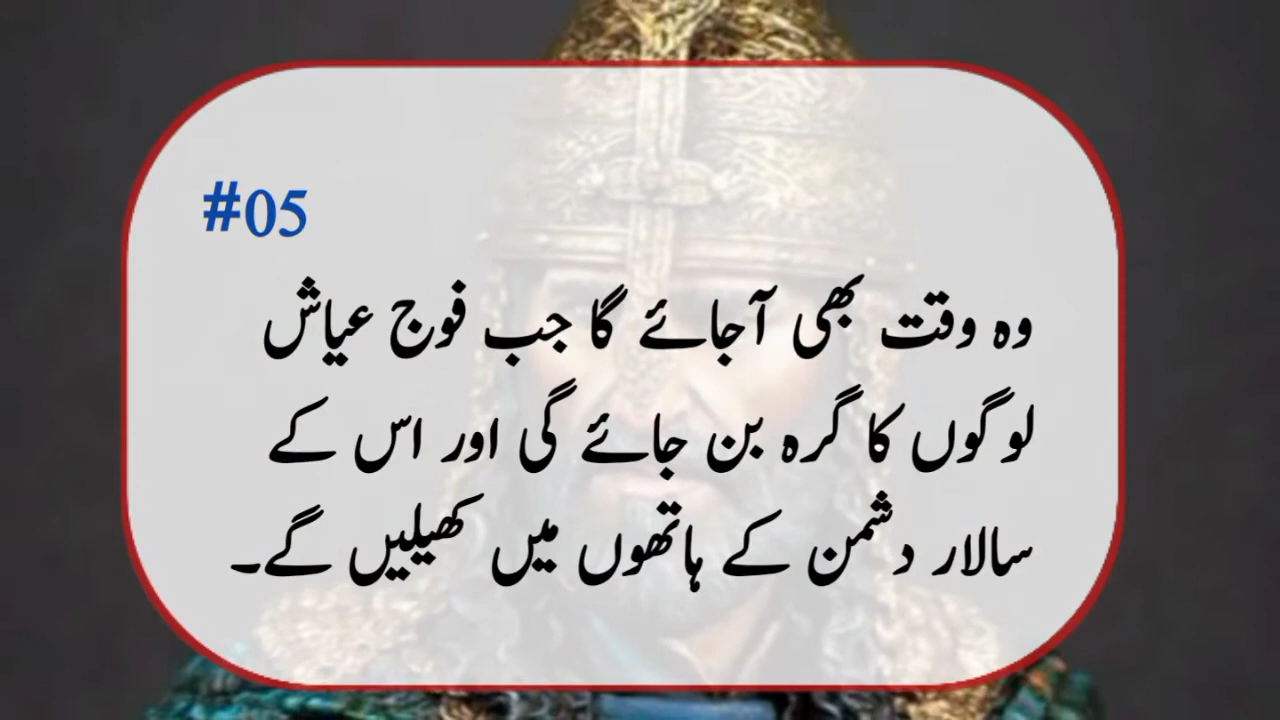 #05
وہ وقت بھی آجائے گا جب فوج عیاش
لوگوں کا گرہ بن جائے گی اور اس کے
سالار دشمن کے ہاتھوں میں کھیلیں گے۔